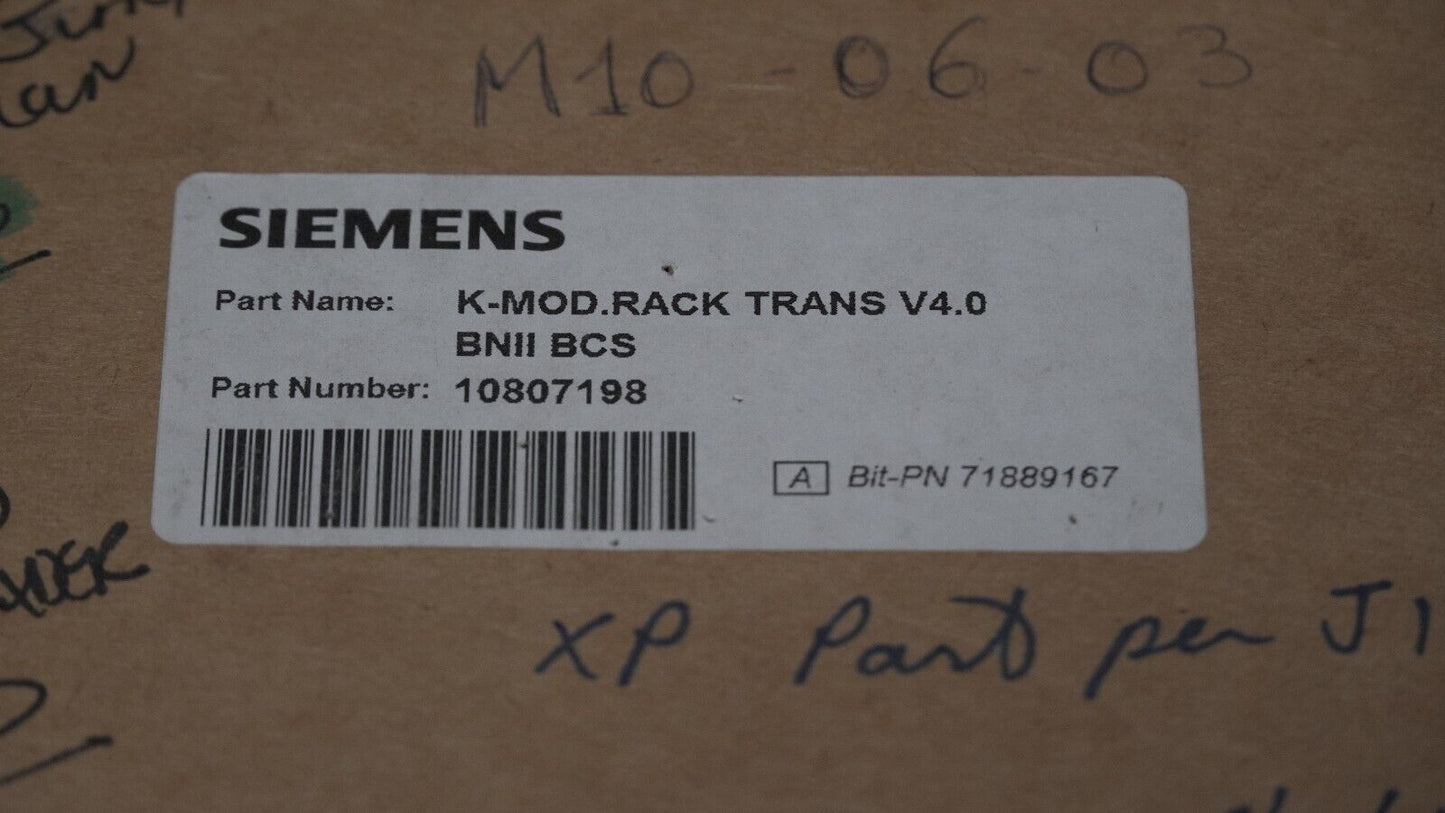 M10-06-03
SIEMENS
Part Name: K-MOD.RACK TRANS V4.0
BNII BCS
Part Number: 10807198
A Bit-PN 71889167
XP Part per JI